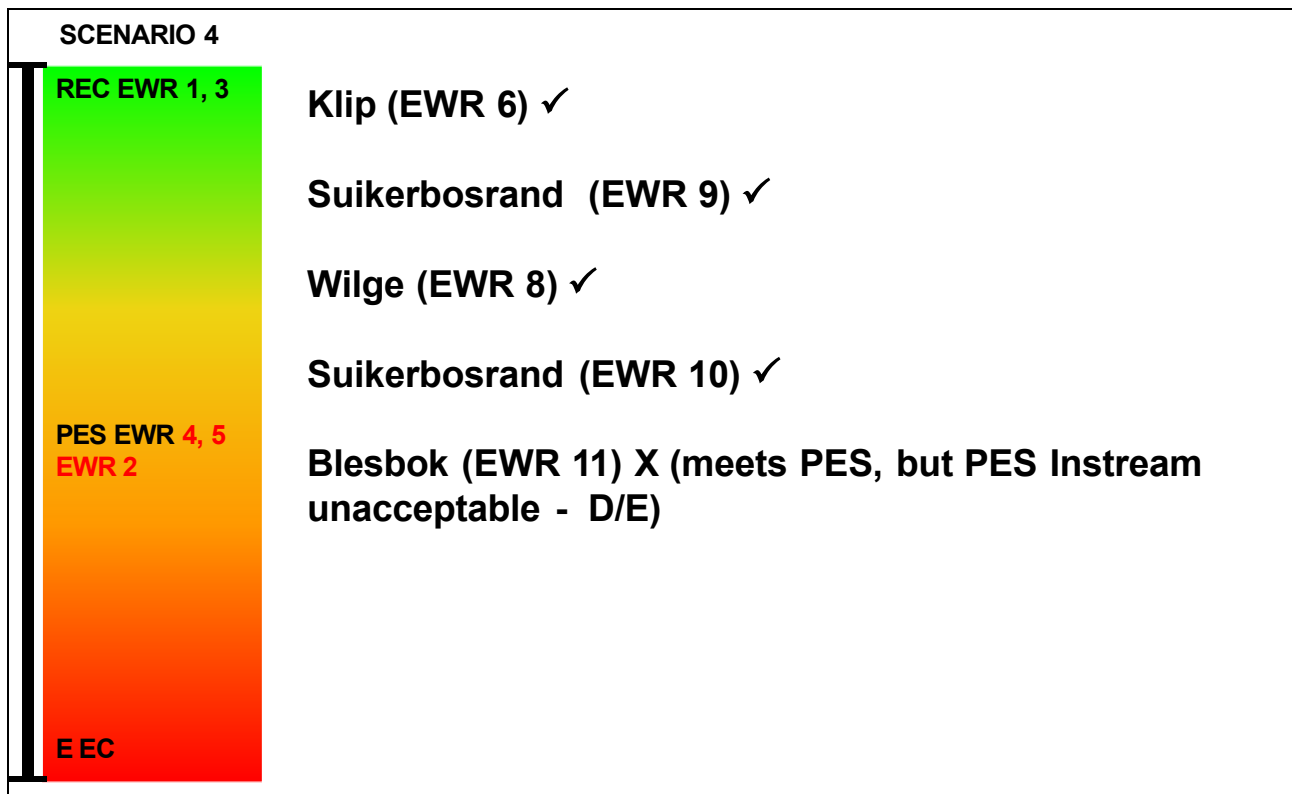 SCENARIO 4
REC EWR 1, 3
Klip (EWR 6) ✓
Suikerbosrand (EWR 9) ✓
Wilge (EWR 8) ✓
Suikerbosrand (EWR 10) ✓
PES EWR 4, 5
EWR 2
Blesbok (EWR 11) X (meets PES, but PES Instream
unacceptable - D/E)
E EC